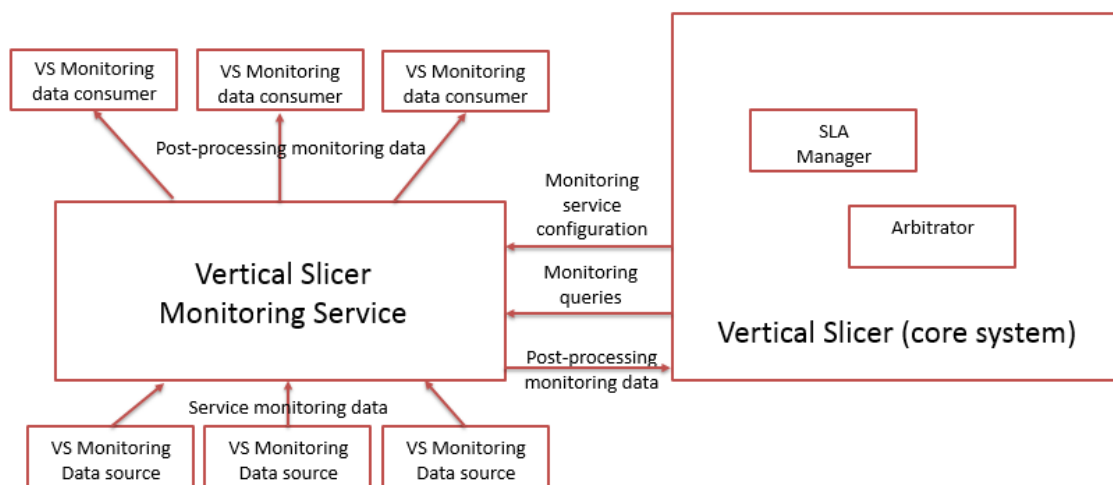 VS Monitoring
data consumer
VS Monitoring
data consumer
VS Monitoring
data consumer
Post-processing monitoring data
SLA
Manager
Arbitrator
Monitoring
service
configuration
Monitoring
queries
Post-processing
monitoring data
Vertical Slicer
Monitoring Service
Vertical Slicer (core system)
Service monitoring data
VS Monitoring
Data source
VS Monitoring
Data source
VS Monitoring
Data source